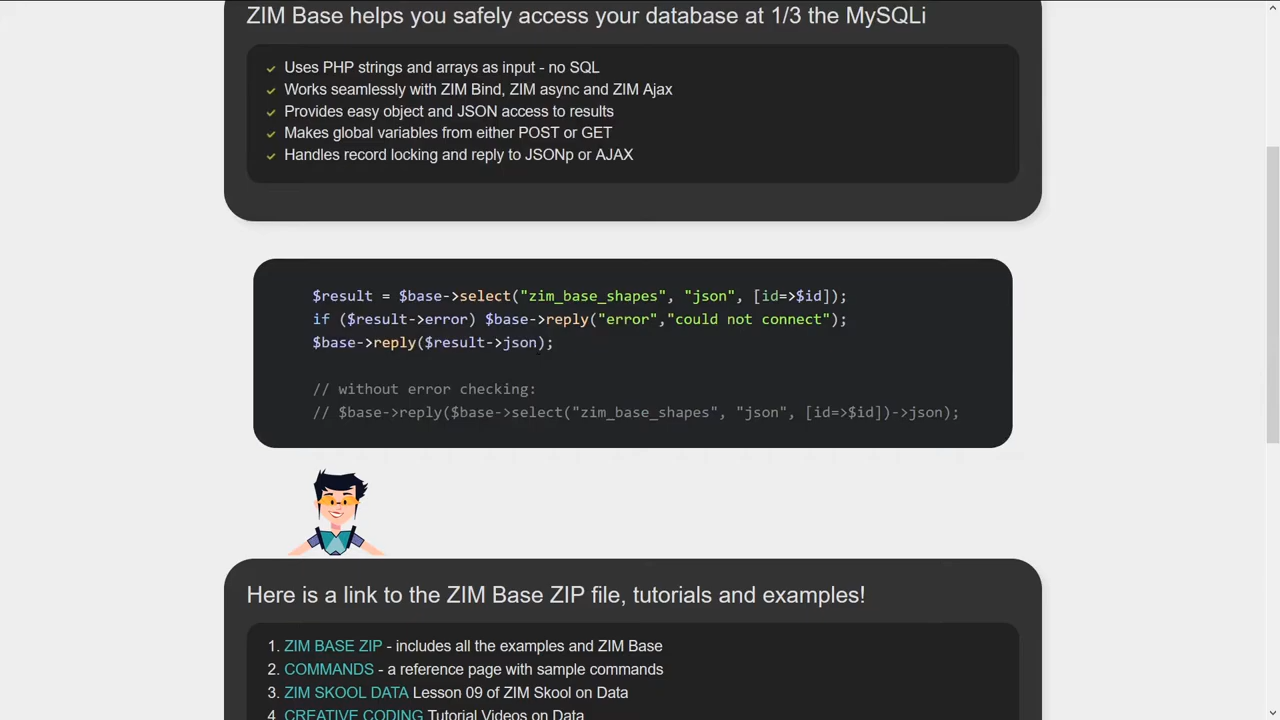 ZIM Base helps you safely access your database at 1/3 the MySQLi
Uses PHP strings and arrays as input - no SQL
Works seamlessly with ZIM Bind, ZIM async and ZIM Ajax
Provides easy object and JSON access to results
Makes global variables from either POST or GET
Handles record locking and reply to JSONp or AJAX
$result = $base->select("zim_base_shapes", "json", [id=>$id]);
if ($result->error) $base->reply("error","could not connect");
$base->reply($result->json);
// without error checking:
// $base->reply($base->select("zim_base_shapes", "json", [id=>$id])->json);
Here is a link to the ZIM Base ZIP file, tutorials and examples!
1. ZIM BASE ZIP - includes all the examples and ZIM Base
2. COMMANDS - a reference page with sample commands
3. ZIM SKOOL DATA Lesson 09 of ZIM Skool on Data
4. CREATIVE CODING Tutorial Videos on Data